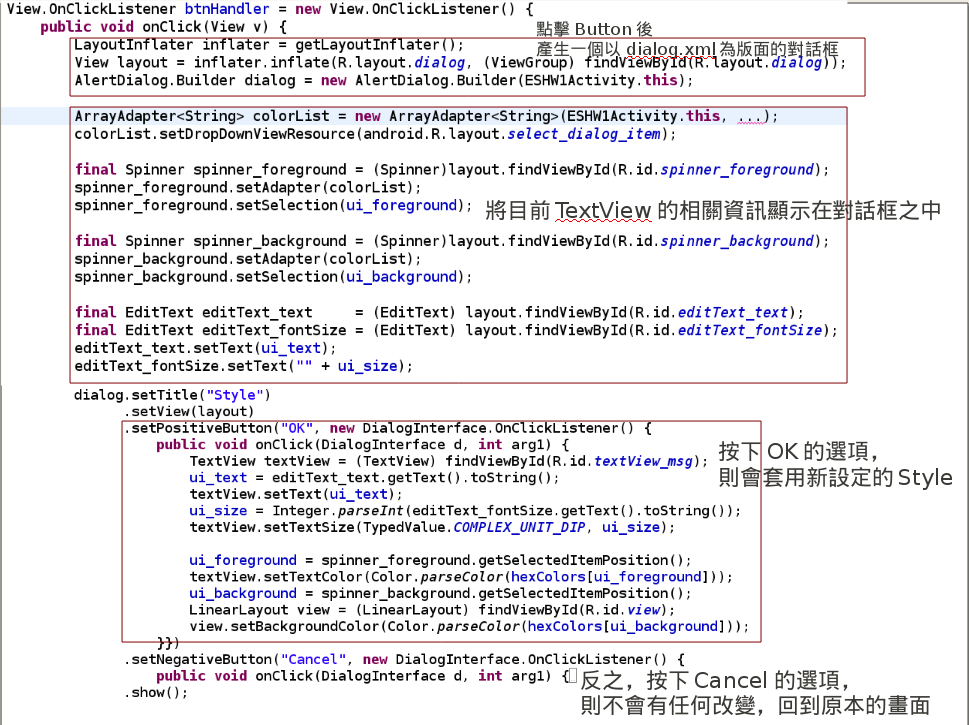 View.OnClickListener btnHandler = new View.OnClickListener() {
public void onClick(View v) {
點擊 Button 後
產生一個以 dialog.xml 為版面的對話框
LayoutInflater inflater = getLayoutInflater();
View layout = inflater.inflate(R.layout.dialog, (ViewGroup) findViewById(R.layout.dialog));
AlertDialog.Builder dialog = new AlertDialog.Builder(ESHW1Activity.this);
ArrayAdapter<String> colorList = new ArrayAdapter<String>(ESHW1Activity.this, ...);
colorList.setDropDownViewResource(android.R.layout.select_dialog_item);
final Spinner spinner_foreground = (Spinner)layout.findViewById(R.id.spinner_foreground);
spinner_foreground.setAdapter(colorList);
spinner_foreground.setSelection(ui_foreground);
將目前 TextView 的相關資訊顯示在對話框之中
final Spinner spinner_background = (Spinner)layout.findViewById(R.id.spinner_background);
spinner_background.setAdapter(colorList);
spinner_background.setSelection(ui_background);
final EditText editText_text = (EditText) layout.findViewById(R.id.editText_text);
final EditText editText_fontSize = (EditText) layout.findViewById(R.id.editText_fontSize);
editText_text.setText(ui_text);
editText_fontSize.setText("" + ui_size);
dialog.setTitle("Style")
.setView(layout)
.setPositiveButton("OK", new DialogInterface.OnClickListener() {
public void onClick(DialogInterface d, int arg1) {
TextView textView = (TextView) findViewById(R.id.textView_msg);
ui_text = editText_text.getText().toString();
textView.setText(ui_text);
ui_size = Integer.parseInt(editText_fontSize.getText().toString());
textView.setTextSize(TypedValue.COMPLEX_UNIT_DIP, ui_size);
按下 OK 的選項，
則會套用新設定的 Style
ui_foreground = spinner_foreground.getSelectedItemPosition();
textView.setTextColor(Color.parseColor(hexColors[ui_foreground]));
ui_background = spinner_background.getSelectedItemPosition();
LinearLayout view = (LinearLayout) findViewById(R.id.view);
view.setBackgroundColor(Color.parseColor(hexColors[ui_background]));
}})
.setNegativeButton("Cancel", new DialogInterface.OnClickListener() {
public void onClick(DialogInterface d, int arg1) {
.show();
反之，按下 Cancel 的選項，
則不會有任何改變，回到原本的畫面